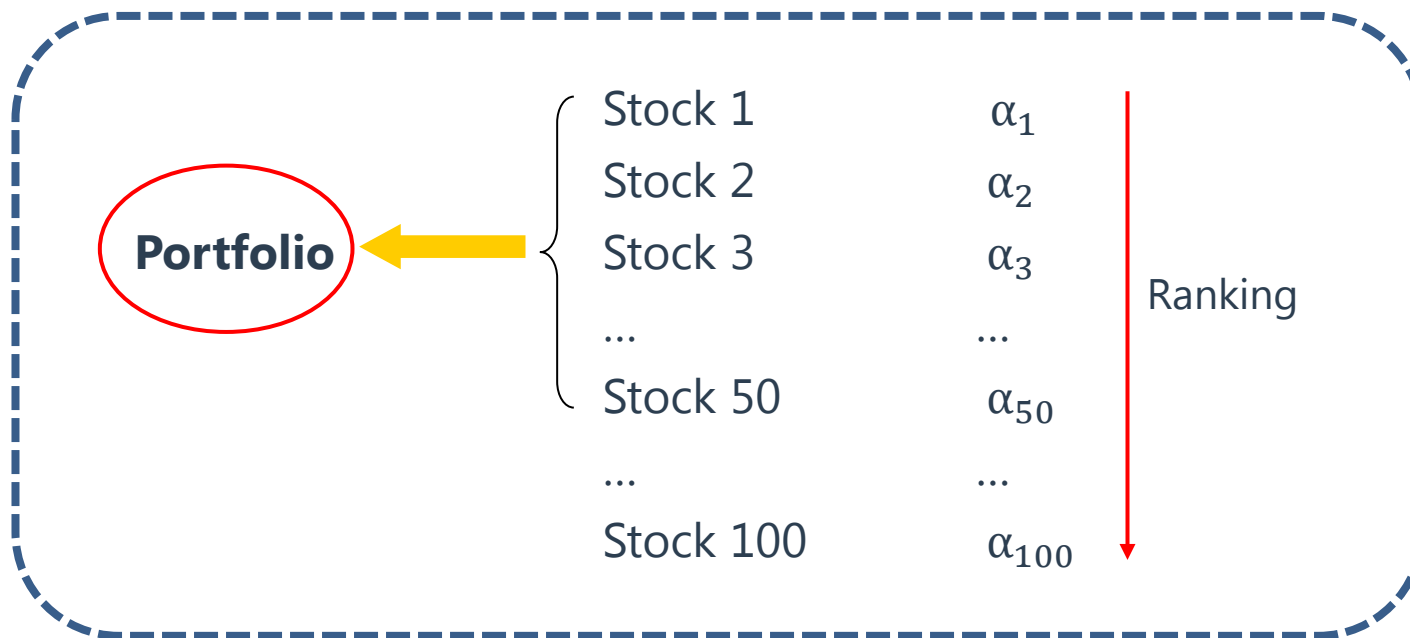 Stock 1 α₁
Stock 2 α₂
Portfolio
Stock 3 α₃
Ranking
... ...
Stock 50 α₅₀
... ...
Stock 100 α₁₀₀